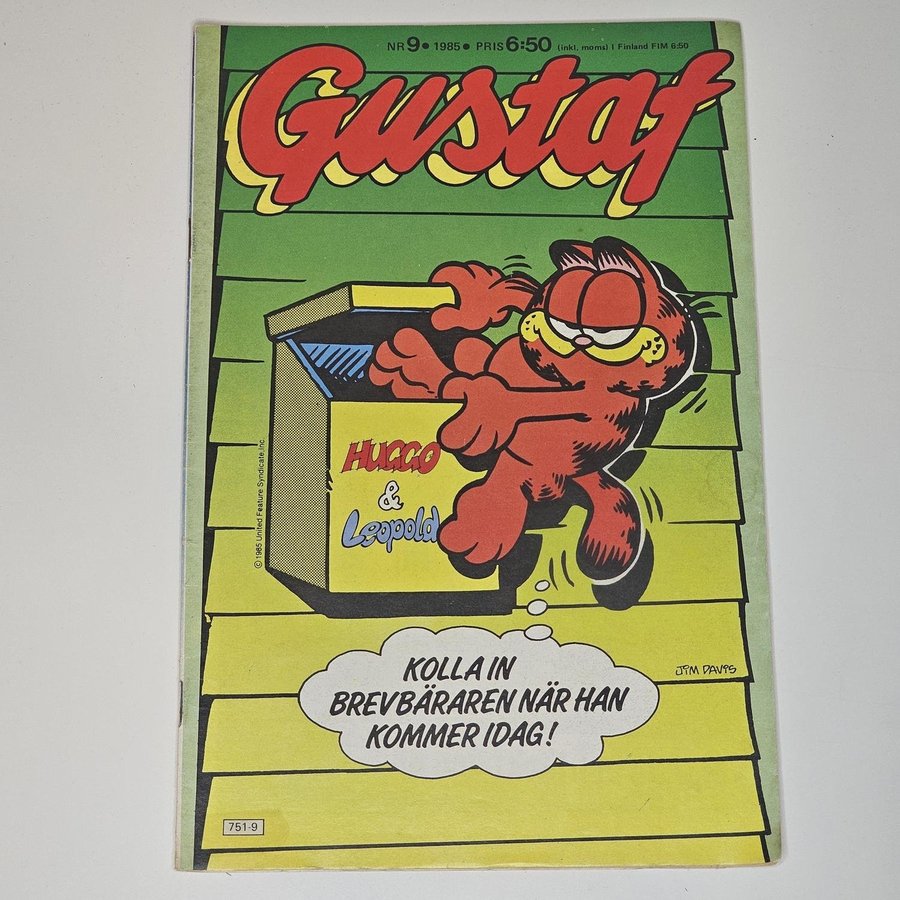 NR 9 • 1985 • PRIS 6:50 (inkl. moms) I Finland FIM 6:50
Gustaf
HUGGO
&
Leopold
© 1985 United Feature Syndicate, Inc.
JIM DAVIS
KOLLA IN
BREVBÄRAREN NÄR HAN
KOMMER IDAG!
751-9